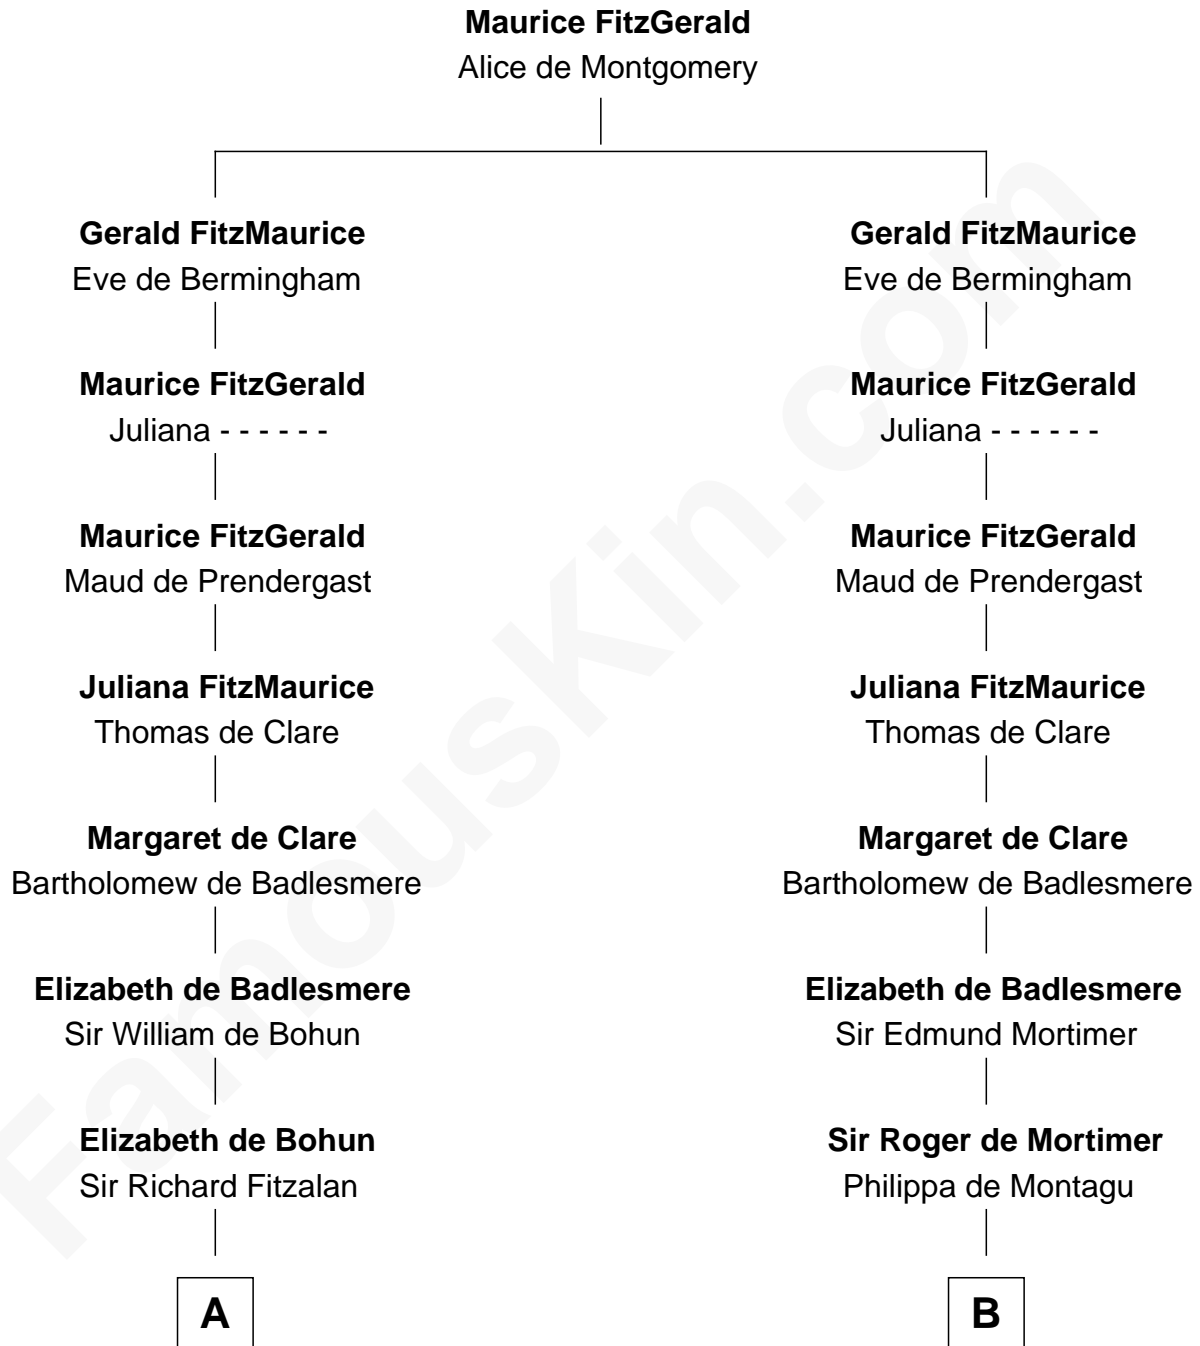 Maurice FitzGerald
Alice de Montgomery
Gerald FitzMaurice
Eve de Bermingham
Maurice FitzGerald
Juliana - - - - - -
Maurice FitzGerald
Maud de Prendergast
Juliana FitzMaurice
Thomas de Clare
Margaret de Clare
Bartholomew de Badlesmere
Elizabeth de Badlesmere
Sir William de Bohun
Elizabeth de Bohun
Sir Richard Fitzalan
A
Gerald FitzMaurice
Eve de Bermingham
Maurice FitzGerald
Juliana - - - - - -
Maurice FitzGerald
Maud de Prendergast
Juliana FitzMaurice
Thomas de Clare
Margaret de Clare
Bartholomew de Badlesmere
Elizabeth de Badlesmere
Sir Edmund Mortimer
Sir Roger de Mortimer
Philippa de Montagu
B
FamousKin.com